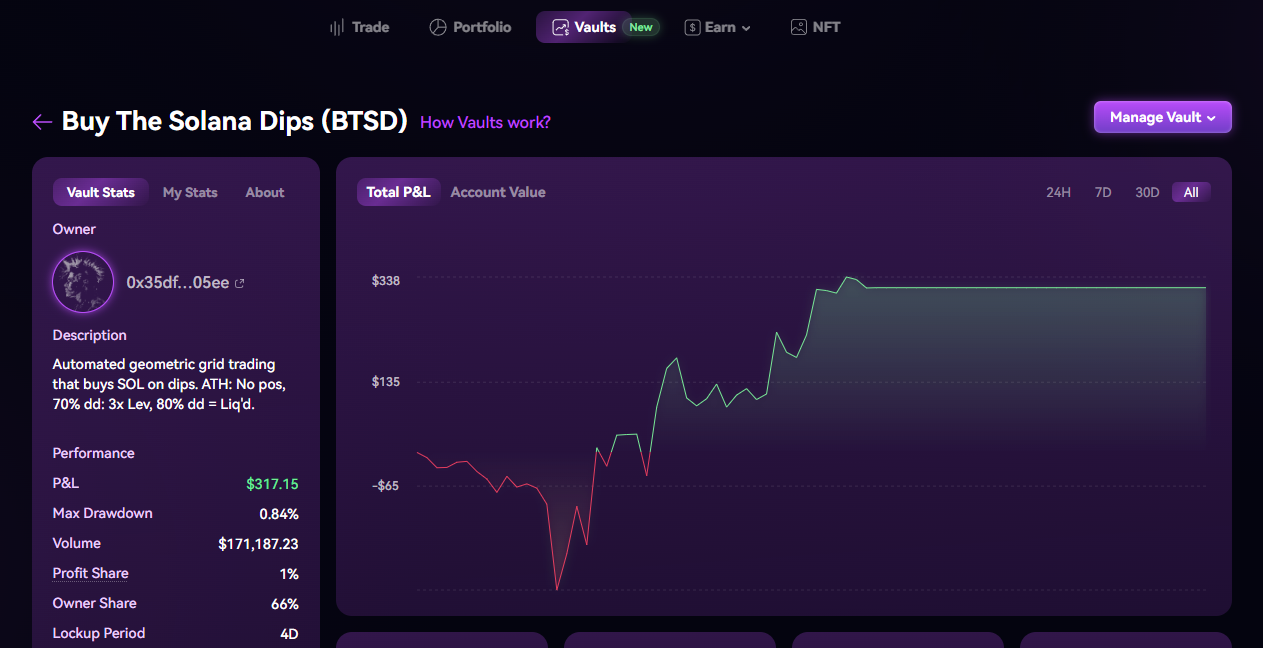 Trade
Portfolio
Vaults
New
$
Earn
NFT
Buy The Solana Dips (BTSD)
How Vaults work?
Manage Vault
Vault Stats
My Stats
About
Owner
0x35df...05ee
Description
Automated geometric grid trading
that buys SOL on dips. ATH: No pos,
70% dd: 3x Lev, 80% dd = Liq'd.
Performance
P&L
$317.15
Max Drawdown
0.84%
Volume
$171,187.23
Profit Share
1%
Owner Share
66%
Lockup Period
4D
Total P&L
Account Value
24H
7D
30D
All
$338
$135
-$65